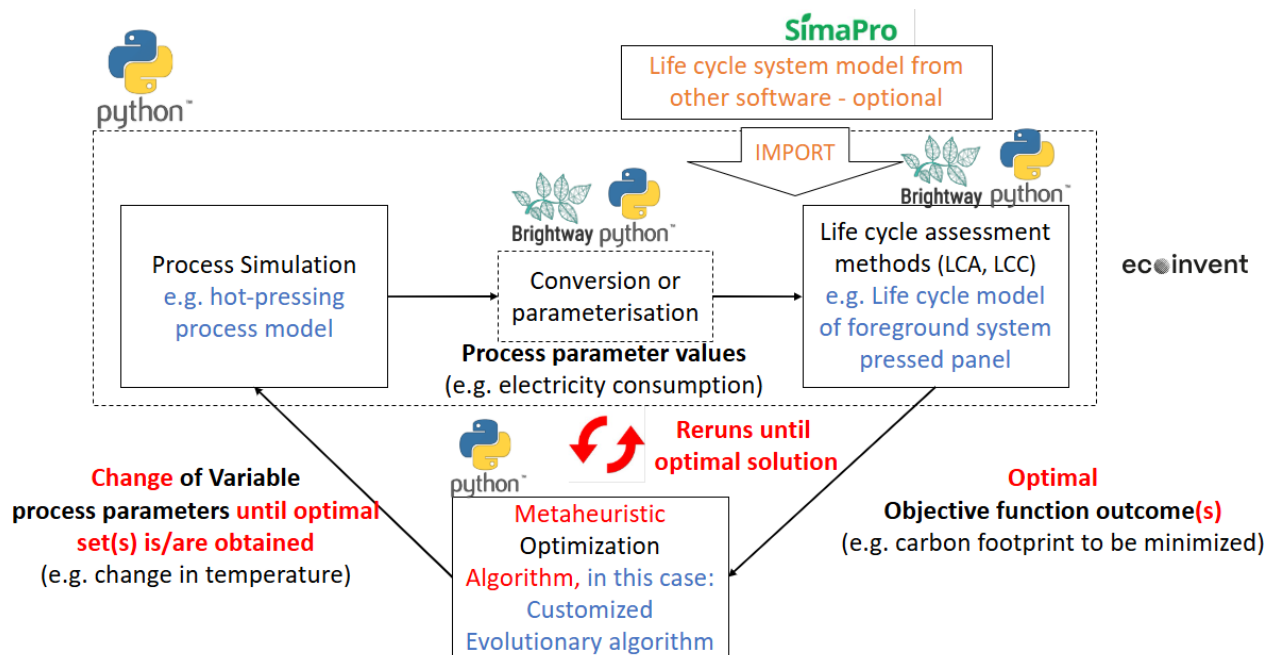 SimaPro
Life cycle system model from
other software - optional
python™
IMPORT
Brightway
python™
Brightway
python™
Process Simulation
e.g. hot-pressing
process model
Conversion or
parameterisation
Life cycle assessment
methods (LCA, LCC)
e.g. Life cycle model
of foreground system
pressed panel
ecoinvent
Process parameter values
(e.g. electricity consumption)
python™
Reruns until
optimal solution
Change of Variable
process parameters until optimal
set(s) is/are obtained
(e.g. change in temperature)
Metaheuristic
Optimization
Algorithm, in this case:
Customized
Evolutionary algorithm
Optimal
Objective function outcome(s)
(e.g. carbon footprint to be minimized)